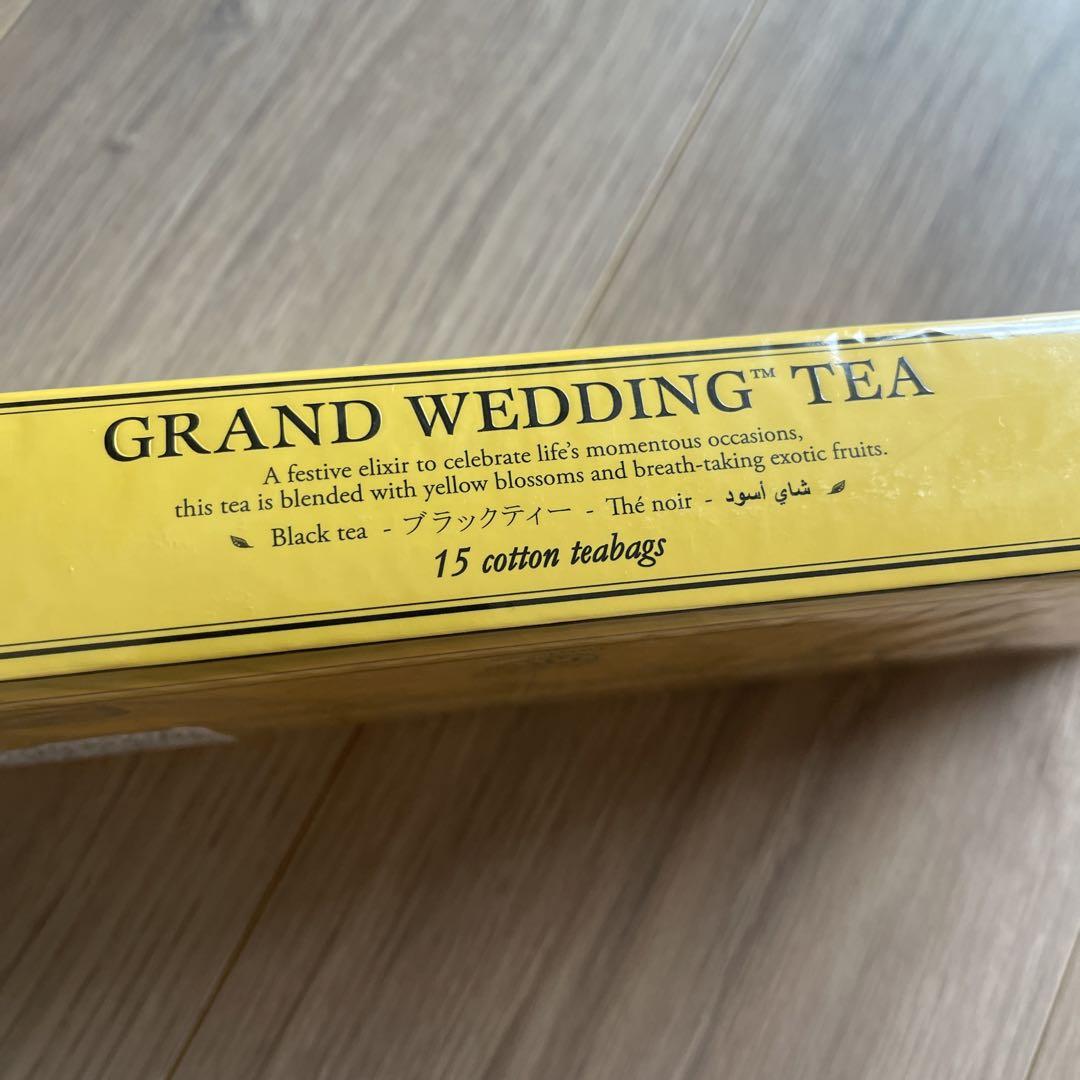 GRAND WEDDING™ TEA
A festive elixir to celebrate life's momentous occasions,
this tea is blended with yellow blossoms and breath-taking exotic fruits.
Black tea - ブラックティー - Thé noir - شاي أسود
15 cotton teabags